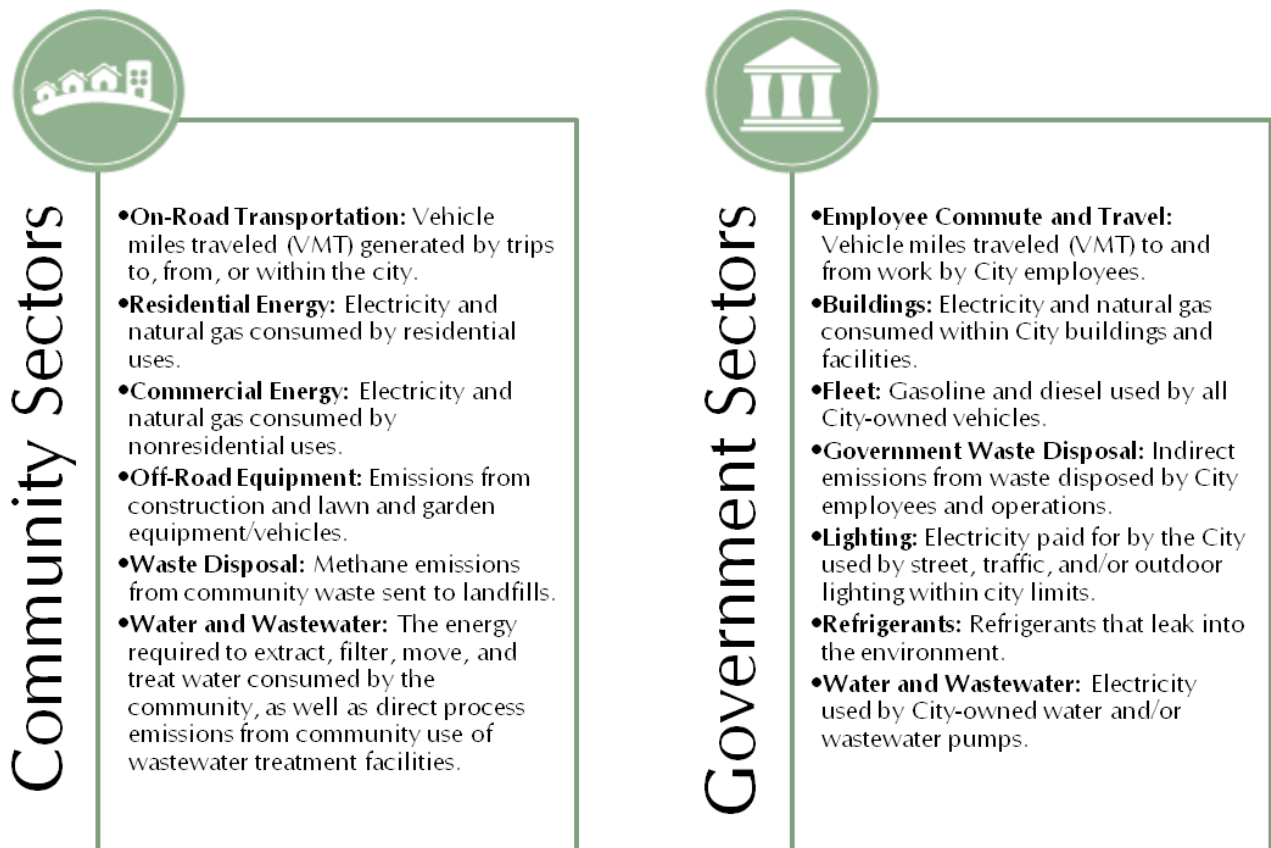 Community Sectors
•On-Road Transportation: Vehicle
miles traveled (VMT) generated by trips
to, from, or within the city.
•Residential Energy: Electricity and
natural gas consumed by residential
uses.
•Commercial Energy: Electricity and
natural gas consumed by
nonresidential uses.
•Off-Road Equipment: Emissions from
construction and lawn and garden
equipment/vehicles.
•Waste Disposal: Methane emissions
from community waste sent to landfills.
•Water and Wastewater: The energy
required to extract, filter, move, and
treat water consumed by the
community, as well as direct process
emissions from community use of
wastewater treatment facilities.
Government Sectors
•Employee Commute and Travel:
Vehicle miles traveled (VMT) to and
from work by City employees.
•Buildings: Electricity and natural gas
consumed within City buildings and
facilities.
•Fleet: Gasoline and diesel used by all
City-owned vehicles.
•Government Waste Disposal: Indirect
emissions from waste disposed by City
employees and operations.
•Lighting: Electricity paid for by the City
used by street, traffic, and/or outdoor
lighting within city limits.
•Refrigerants: Refrigerants that leak into
the environment.
•Water and Wastewater: Electricity
used by City-owned water and/or
wastewater pumps.